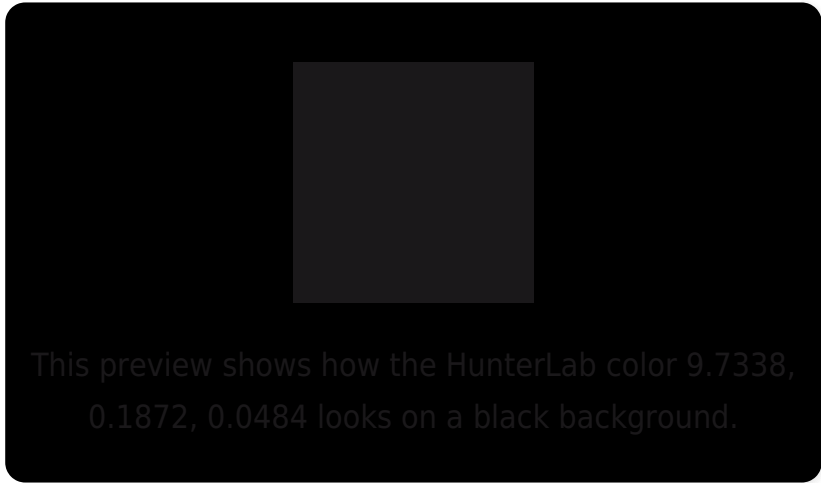 This preview shows how the HunterLab color 9.7338,
0.1872, 0.0484 looks on a black background.